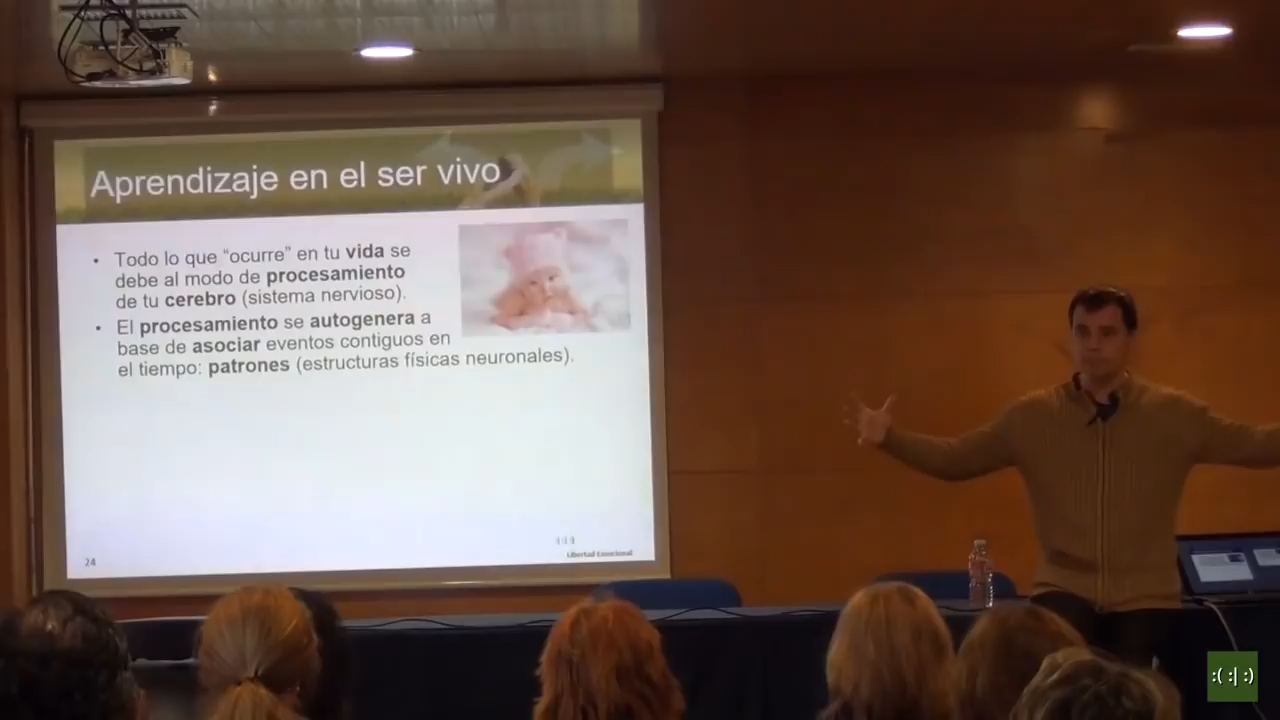 Aprendizaje en el ser vivo
• Todo lo que “ocurre” en tu vida se
debe al modo de procesamiento
de tu cerebro (sistema nervioso).
• El procesamiento se autogenera a
base de asociar eventos contiguos en
el tiempo: patrones (estructuras físicas neuronales).
24
Libertad Emocional
:( :| :)